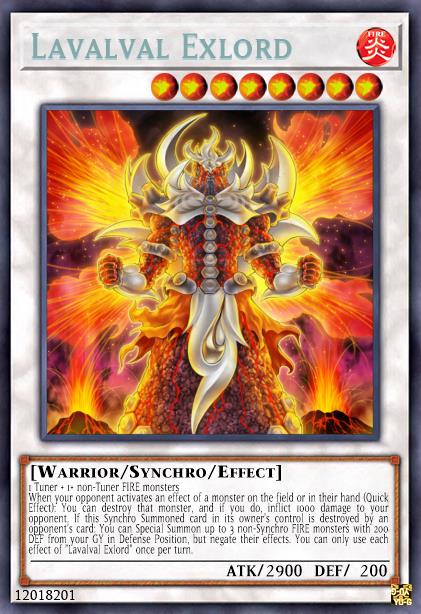 Lavalval Exlord
FIRE
炎
[Warrior/Synchro/Effect]
1 Tuner + 1+ non-Tuner FIRE monsters
When your opponent activates an effect of a monster on the field or in their hand (Quick
Effect): You can destroy that monster, and if you do, inflict 1000 damage to your
opponent. If this Synchro Summoned card in its owner's control is destroyed by an
opponent's card: You can Special Summon up to 3 non-Synchro FIRE monsters with 200
DEF from your GY in Defense Position, but negate their effects. You can only use each
effect of "Lavalval Exlord" once per turn.
ATK/2900 DEF/ 200
12018201